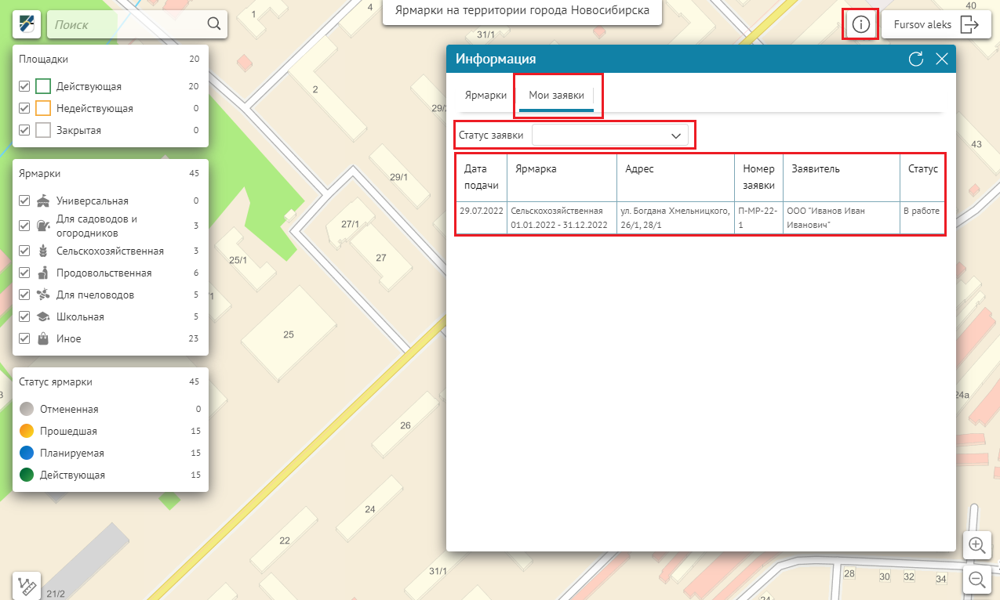 Поиск
Ярмарки на территории города Новосибирска
Fursov aleks
Площадки 20
Действующая 20
Недействующая 0
Закрытая 0
Ярмарки 45
Универсальная 0
Для садоводов и
огородников 3
Сельскохозяйственная 3
Продовольственная 6
Для пчеловодов 5
Школьная 5
Иное 23
Статус ярмарки 45
Отмененная 0
Прошедшая 15
Планируемая 15
Действующая 15
Информация
Ярмарки Мои заявки
Статус заявки
Дата
подачи
Ярмарка
Адрес
Номер
заявки
Заявитель
Статус
29.07.2022
Сельскохозяйственная
01.01.2022 - 31.12.2022
ул. Богдана Хмельницкого,
26/1, 28/1
П-МР-22-
1
ООО "Иванов Иван
Иванович"
В работе
1
4
40
31/1
2
29/1
43
27/1
27
25/1
25
24а
26
24
22
31/1
21/2
28
30
32
34